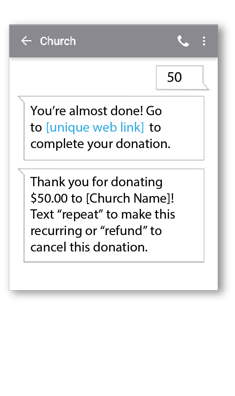 Church
50
You’re almost done! Go
to [unique web link] to
complete your donation.
Thank you for donating
$50.00 to [Church Name]!
Text “repeat” to make this
recurring or “refund” to
cancel this donation.